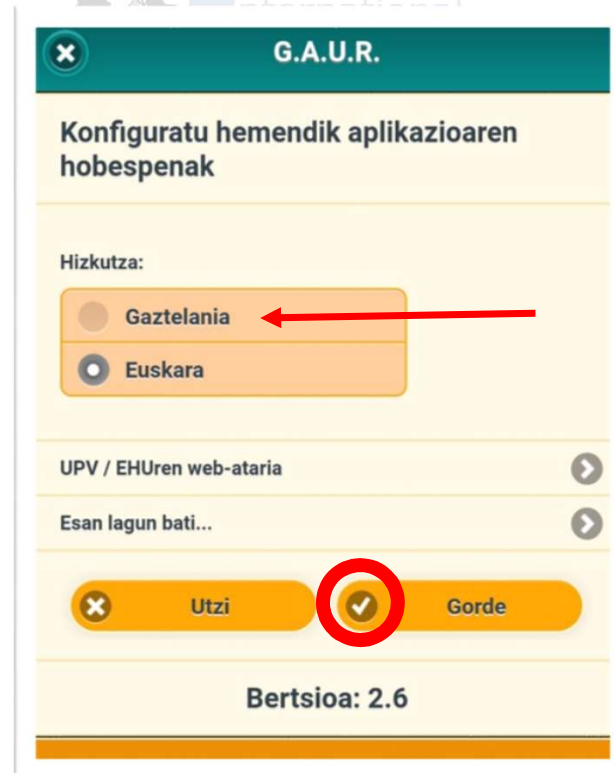 G.A.U.R.
Konfiguratu hemendik aplikazioaren
hobespenak
Hizkutza:
Gaztelania
Euskara
UPV / EHUren web-ataria
Esan lagun bati...
Utzi
Gorde
Bertsioa: 2.6